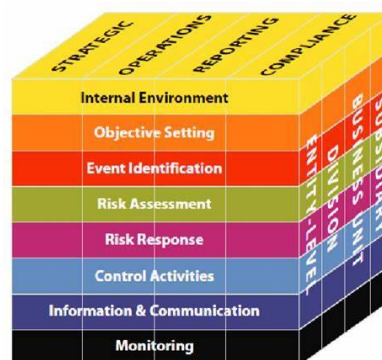 STRATEGIC
OPERATIONS
REPORTING
COMPLIANCE
Internal Environment
Objective Setting
Event Identification
Risk Assessment
Risk Response
Control Activities
Information & Communication
Monitoring
ENTITY-LEVEL
DIVISION
BUSINESS UNIT